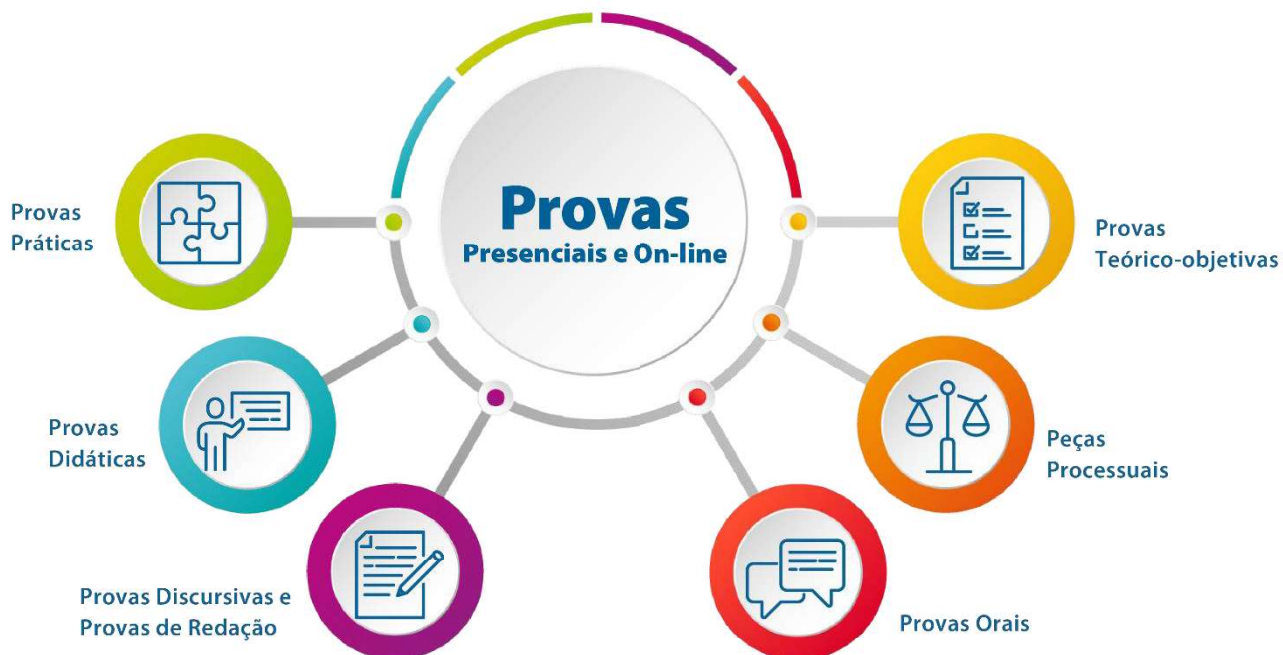 Provas
Presenciais e On-line
Provas
Práticas
Provas
Didáticas
Provas Discursivas e
Provas de Redação
Provas
Teórico-objetivas
Peças
Processuais
Provas Orais